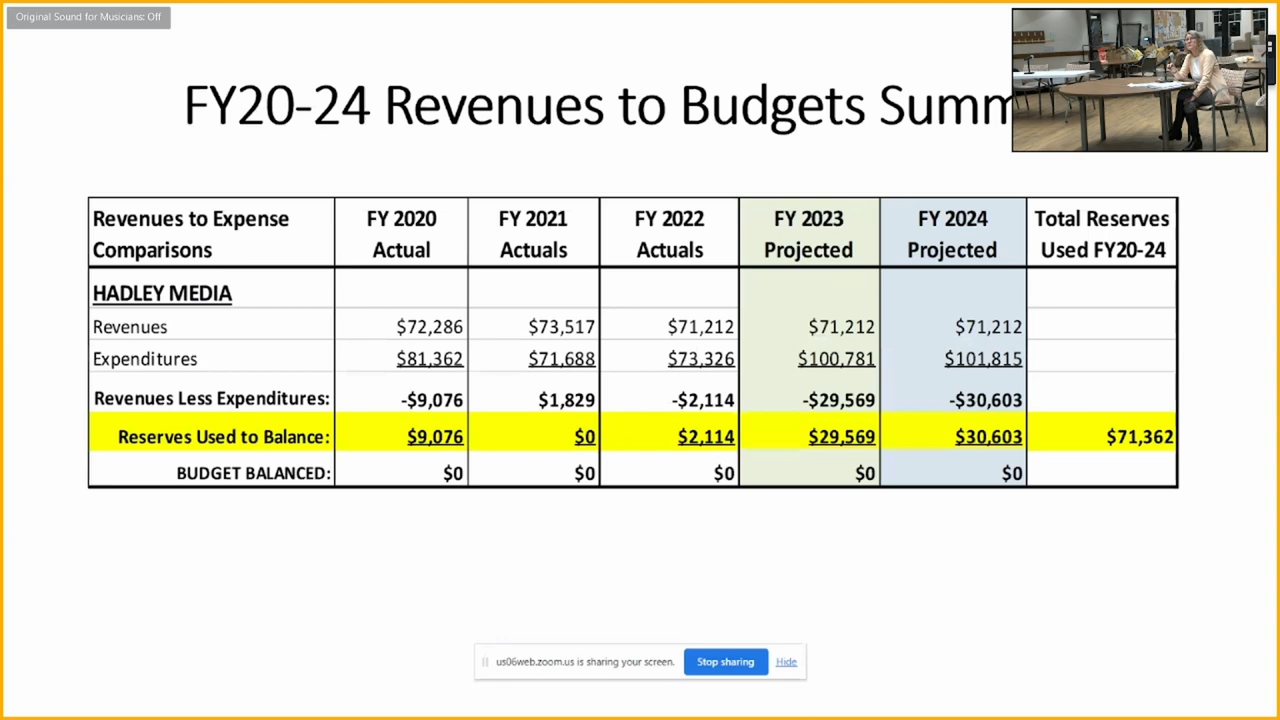 Original Sound for Musicians: Off
FY20-24 Revenues to Budgets Summ
Revenues to Expense Comparisons | FY 2020 Actual | FY 2021 Actuals | FY 2022 Actuals | FY 2023 Projected | FY 2024 Projected | Total Reserves Used FY20-24
HADLEY MEDIA
Revenues $72,286 $73,517 $71,212 $71,212 $71,212
Expenditures $81,362 $71,688 $73,326 $100,781 $101,815
Revenues Less Expenditures: -$9,076 $1,829 -$2,114 -$29,569 -$30,603
Reserves Used to Balance: $9,076 $0 $2,114 $29,569 $30,603 $71,362
BUDGET BALANCED: $0 $0 $0 $0 $0
us06web.zoom.us is sharing your screen. Stop sharing Hide